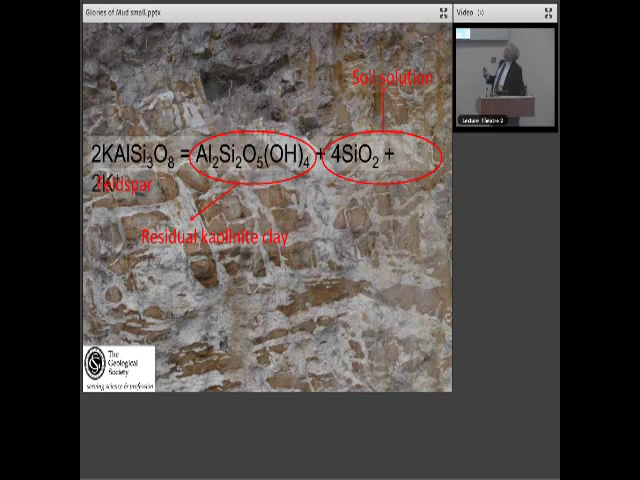 Glories of Mud small.pptx
Video
Soil solution
2KAlSi3O8 = Al2Si2O5(OH)4 + 4SiO2 +
2K+
feldspar
Residual kaolinite clay
The
Geological
Society
serving science & profession
Lecture Theatre 2